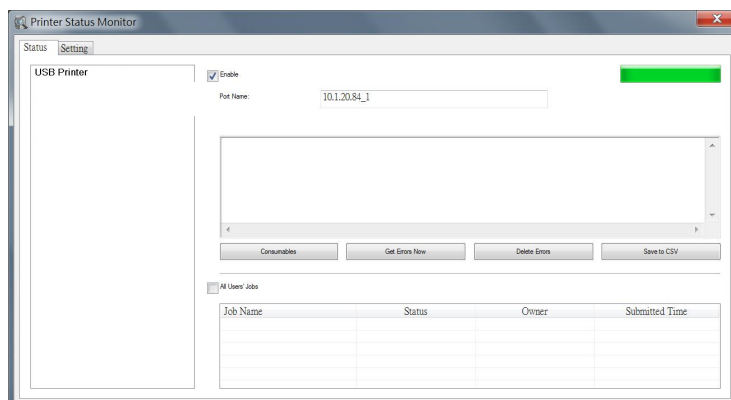 Printer Status Monitor
Status Setting
USB Printer
Enable
Port Name: 10.1.20.84_1
Consumables Get Errors Now Delete Errors Save to CSV
All Users' Jobs
Job Name Status Owner Submitted Time